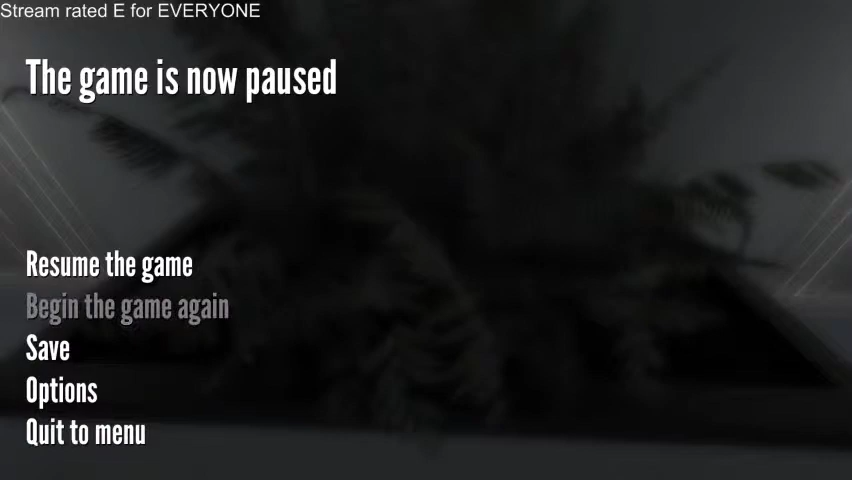 Stream rated E for EVERYONE
The game is now paused
Resume the game
Begin the game again
Save
Options
Quit to menu